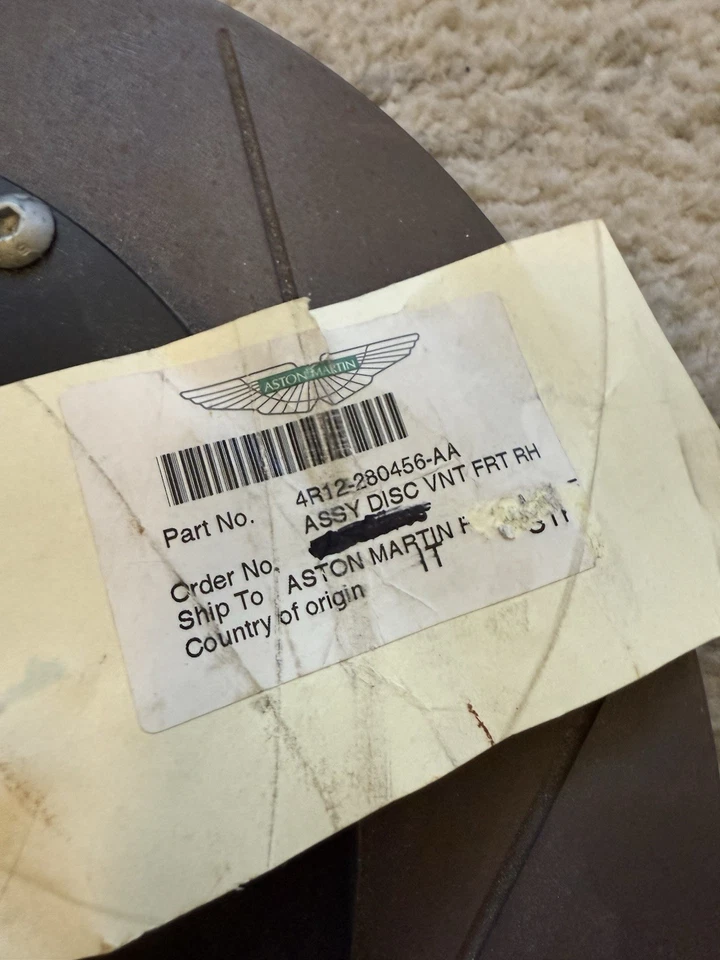 ASTON MARTIN
Part No. 4R12-280456-AA
ASSY DISC VNT FRT RH
Order No.
Ship To ASTON MARTIN
Country of origin IT